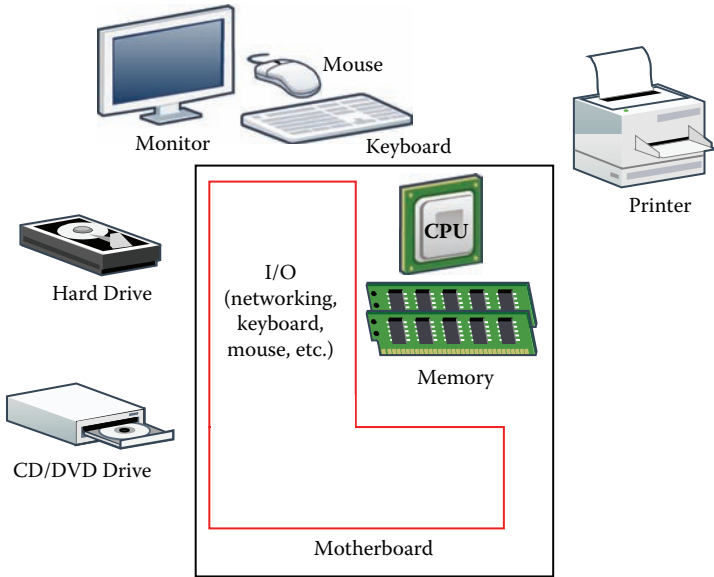 Mouse
Monitor
Keyboard
Printer
CPU
Hard Drive
I/O
(networking,
keyboard,
mouse, etc.)
Memory
CD/DVD Drive
Motherboard